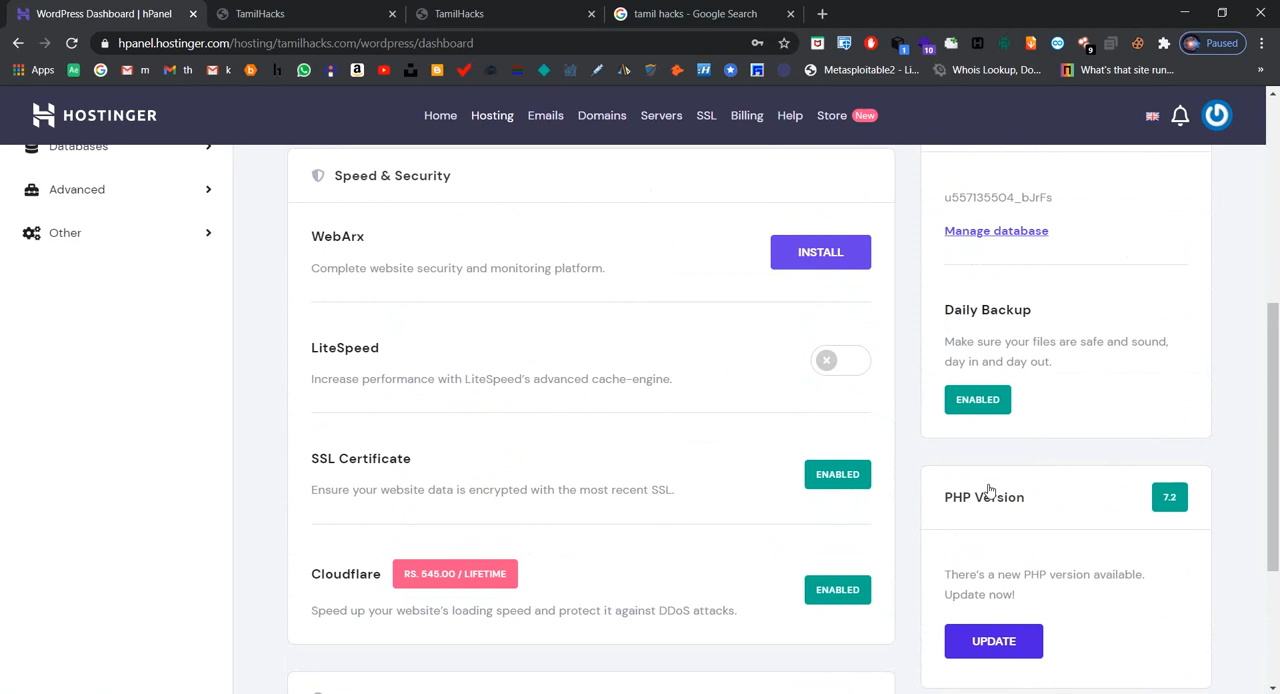 WordPress Dashboard | hPanel
TamilHacks
TamilHacks
tamil hacks - Google Search
hpanel.hostinger.com/hosting/tamilhacks.com/wordpress/dashboard
1
10
9
Paused
Apps
m
th
k
Metasploitable2 - Li...
Whois Lookup, Do...
What's that site run...
HOSTINGER
Home
Hosting
Emails
Domains
Servers
SSL
Billing
Help
Store
New
Databases
Advanced
Other
Speed & Security
WebArx
Complete website security and monitoring platform.
INSTALL
LiteSpeed
Increase performance with LiteSpeed's advanced cache-engine.
SSL Certificate
Ensure your website data is encrypted with the most recent SSL.
ENABLED
Cloudflare
RS. 545.00 / LIFETIME
Speed up your website's loading speed and protect it against DDoS attacks.
ENABLED
u557135504_bJrFs
Manage database
Daily Backup
Make sure your files are safe and sound,
day in and day out.
ENABLED
PHP Version
7.2
There's a new PHP version available.
Update now!
UPDATE